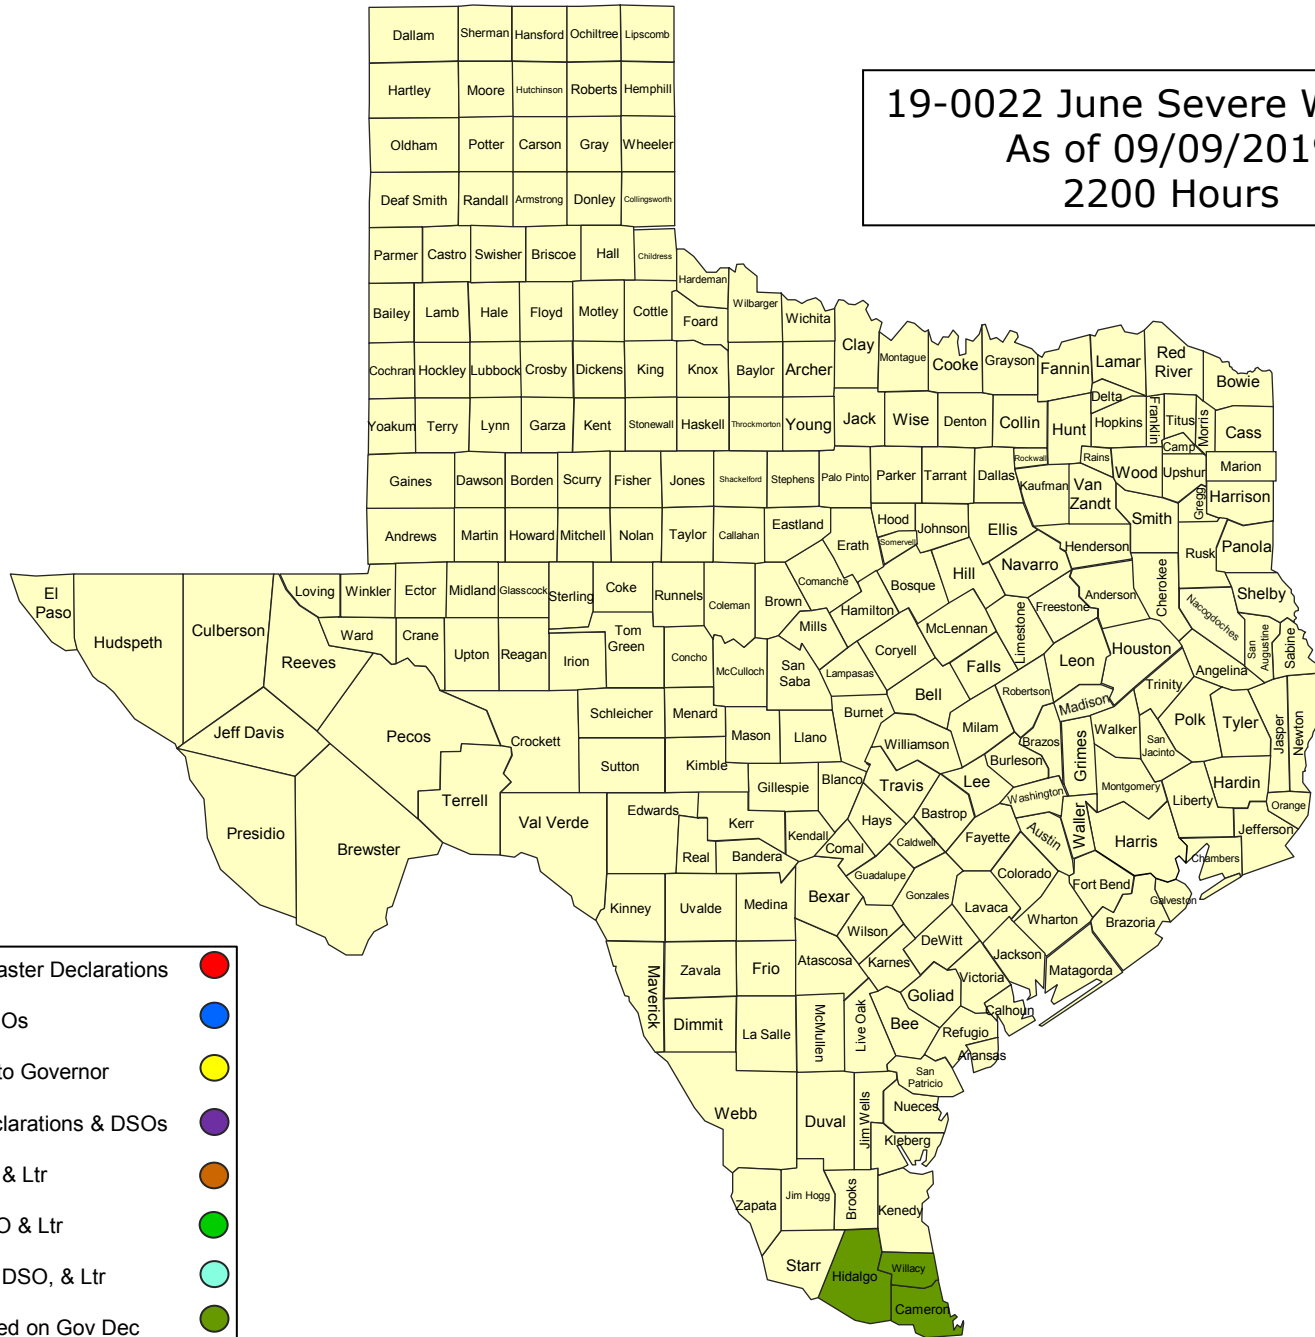 Dallam Sherman Hansford Ochiltree Lipscomb
Hartley Moore Hutchinson Roberts Hemphill
19-0022 June Severe
As of 09/09/201
2200 Hours
Oldham Potter Carson Gray Wheeler
Deaf Smith Randall Armstrong Donley Collingsworth
Parmer Castro Swisher Briscoe Hall Childress
Hardeman
Bailey Lamb Hale Floyd Motley Cottle Foard Wilbarger Wichita
Clay Montague Cooke Grayson Fannin Lamar Red River Bowie
Cochran Hockley Lubbock Crosby Dickens King Knox Baylor Archer
Delta
Yoakum Terry Lynn Garza Kent Stonewall Haskell Throckmorton Young Jack Wise Denton Collin Hunt Hopkins Franklin Titus Morris Cass
Camp
Rockwall Rains
Gaines Dawson Borden Scurry Fisher Jones Shackelford Stephens Palo Pinto Parker Tarrant Dallas Kaufman Van Zandt Wood Upshur Marion
Gregg Harrison
Andrews Martin Howard Mitchell Nolan Taylor Callahan Eastland Erath Hood Somervell Johnson Ellis Henderson Smith Rusk Panola
El Paso Hudspeth Culberson Loving Winkler Ector Midland Glasscock Sterling Coke Runnels Coleman Brown Comanche Hamilton Bosque Hill Navarro Freestone Anderson Cherokee Nacogdoches Shelby
Reeves Ward Crane Upton Reagan Irion Tom Green Concho McCulloch San Saba Mills Lampasas Coryell McLennan Limestone Falls Leon Houston Angelina San Augustine Sabine
Jeff Davis Pecos Crockett Schleicher Menard Mason Llano Burnet Bell Milam Robertson Madison Trinity Walker San Jacinto Polk Tyler Jasper Newton
Presidio Brewster Terrell Val Verde Sutton Kimble Gillespie Blanco Williamson Travis Lee Burleson Brazos Grimes Washington Montgomery Liberty Hardin Orange
Edwards Kerr Real Bandera Kendall Comal Hays Caldwell Bastrop Fayette Austin Waller Harris Chambers Jefferson
Kinney Uvalde Medina Bexar Guadalupe Gonzales Lavaca Colorado Wharton Fort Bend Brazoria Galveston
Maverick Zavala Frio Atascosa Wilson Karnes DeWitt Victoria Jackson Matagorda
Dimmit La Salle McMullen Live Oak Bee Goliad Refugio Calhoun Aransas
San Patricio
Webb Duval Jim Wells Nueces
Kleberg
Zapata Jim Hogg Brooks Kenedy
Starr Hidalgo Willacy
Cameron
aster Declarations
Os
to Governor
clarations & DSOs
& Ltr
O & Ltr
DSO, & Ltr
ed on Gov Dec